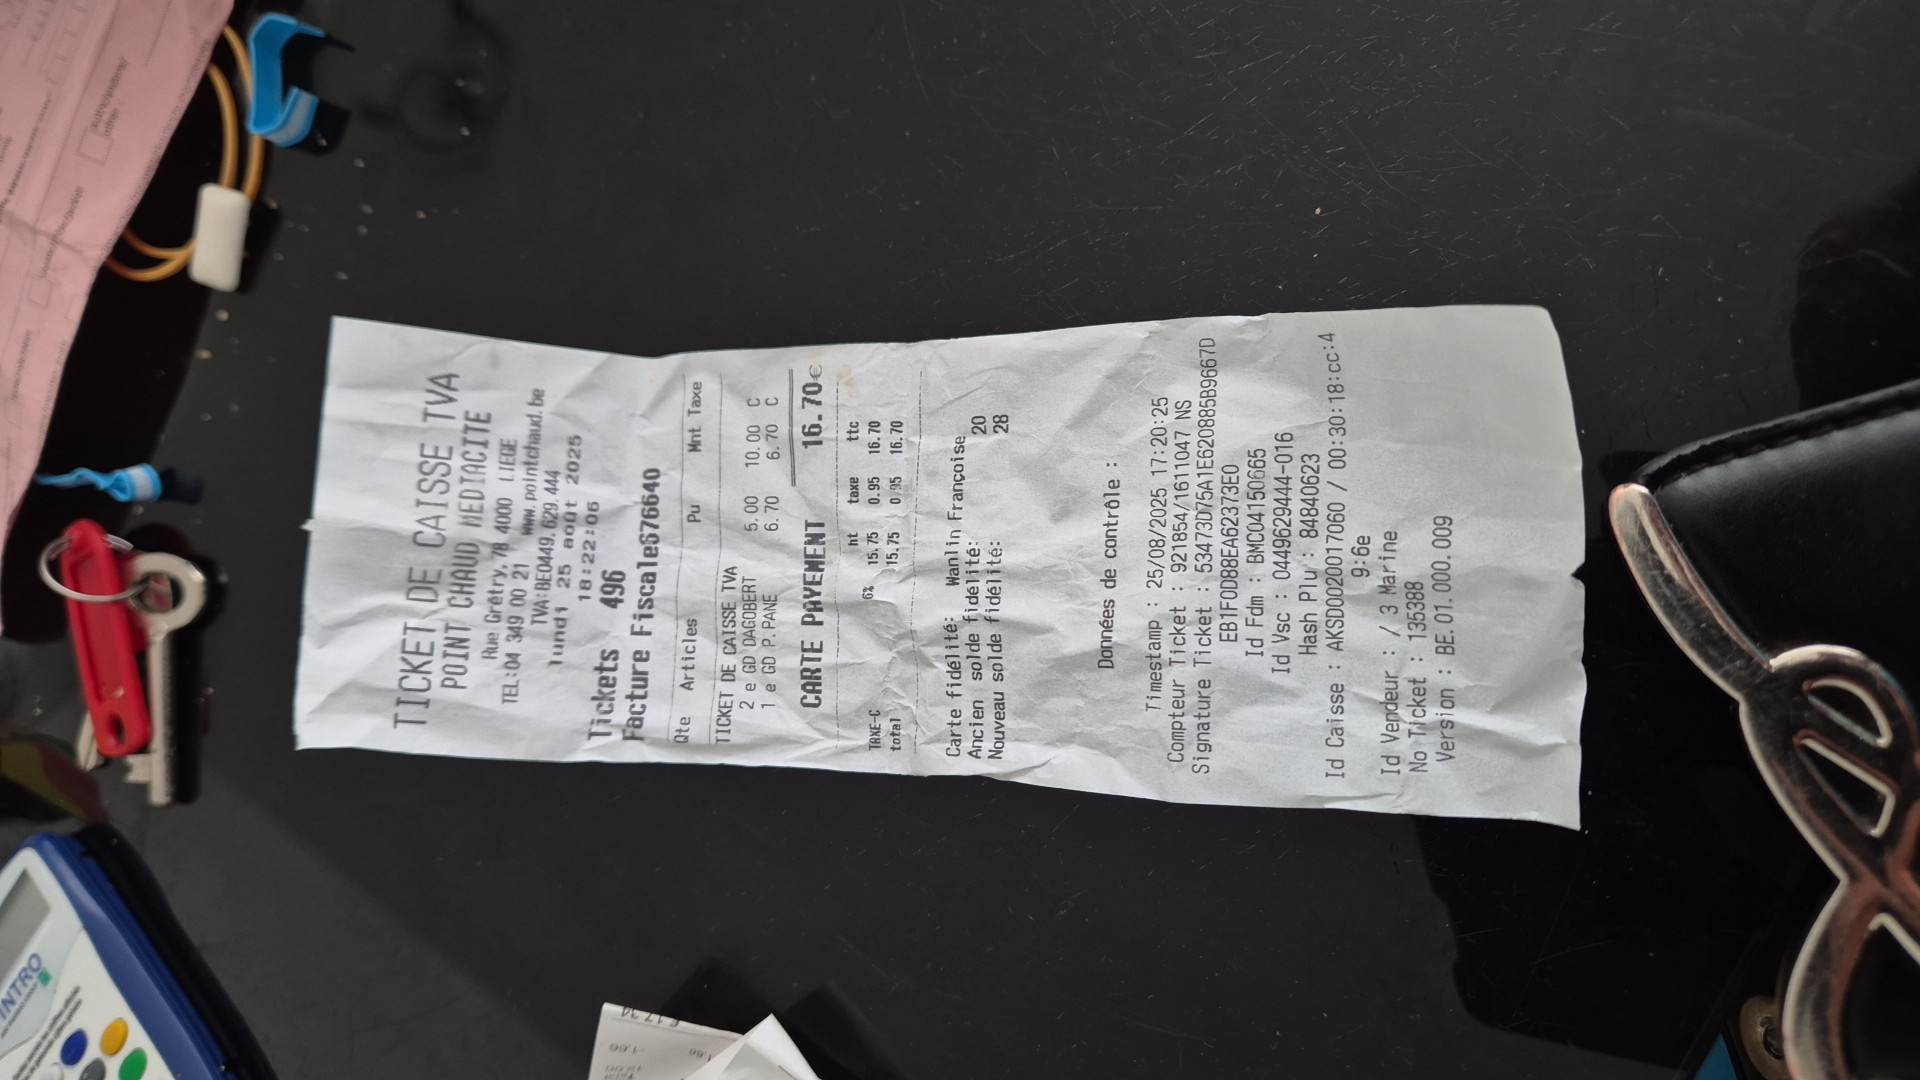 TICKET DE CAISSE TVA
POINT CHAUD MEDIACITE
Rue Grétry, 78 4000 LIEGE
TEL:04 349 00 21 www.pointchaud.be
TVA:BE0449.629.444
lundi 25 août 2025
18:22:06
Tickets 496
Facture Fiscale676640
Qte Articles Pu Mnt Taxe
TICKET DE CAISSE TVA
2 e GD DAGOBERT 5.00 10.00 C
1 e GD P.PANE 6.70 6.70 C
CARTE PAYEMENT 16.70€
ht taxe ttc
TAXE-C 6% 15.75 0.95 16.70
total 15.75 0.95 16.70
Carte fidélité: Wanlin Françoise
Ancien solde fidélité: 20
Nouveau solde fidélité: 28
Données de contrôle :
Timestamp : 25/08/2025 17:20:25
Compteur Ticket : 921854/1611047 NS
Signature Ticket : 53473D75A1E620885B9667D
EB1F0D88EA62373E0
Id Fdm : BMC04150665
Id Vsc : 0449629444-016
Hash Plu : 84840623
Id Caisse : AKSD0020017060 / 00:30:18:cc:4
9:6e
Id Vendeur : / 3 Marine
No Ticket : 135388
Version : BE.01.000.009
INTRO
€17,34